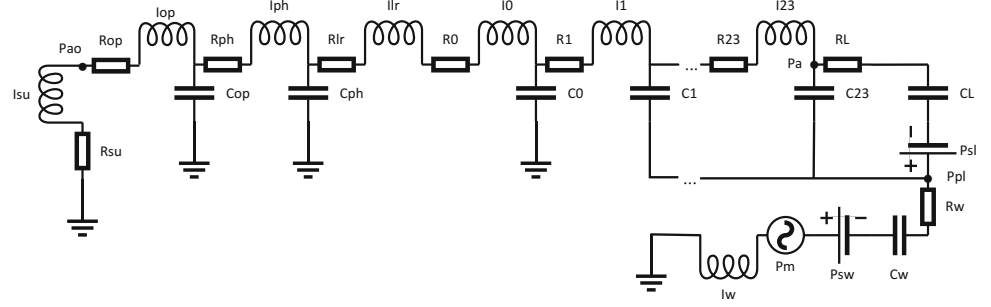 Iop
Iph
Ilr
I0
I1
I23
Pao
Rop
Rph
Rlr
R0
R1
R23
RL
Pa
Isu
Cop
Cph
C0
C1
...
C23
CL
Rsu
Psl
Ppl
...
Rw
Pm
Psw
Cw
Iw